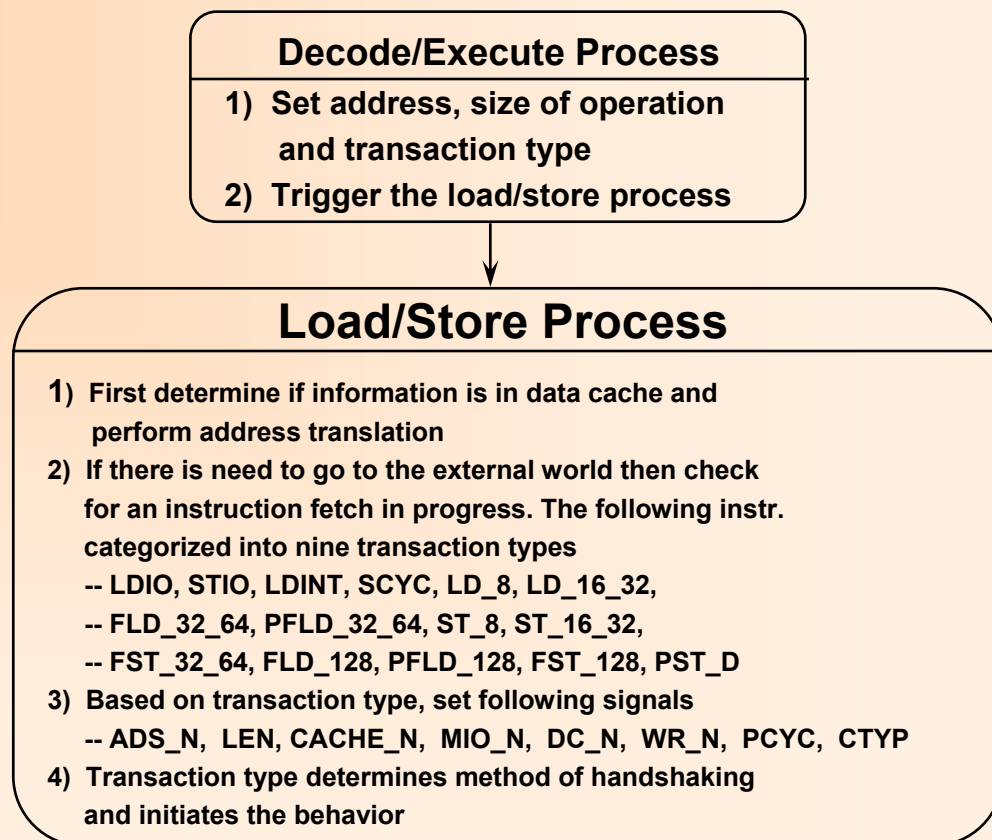 Decode/Execute Process
1) Set address, size of operation
and transaction type
2) Trigger the load/store process
Load/Store Process
1) First determine if information is in data cache and
perform address translation
2) If there is need to go to the external world then check
for an instruction fetch in progress. The following instr.
categorized into nine transaction types
-- LDIO, STIO, LDINT, SCYC, LD_8, LD_16_32,
-- FLD_32_64, PFLD_32_64, ST_8, ST_16_32,
-- FST_32_64, FLD_128, PFLD_128, FST_128, PST_D
3) Based on transaction type, set following signals
-- ADS_N, LEN, CACHE_N, MIO_N, DC_N, WR_N, PCYC, CTYP
4) Transaction type determines method of handshaking
and initiates the behavior